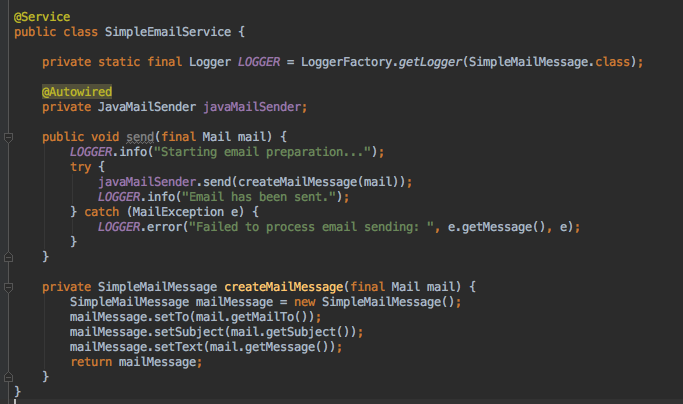 @Service
public class SimpleEmailService {
private static final Logger LOGGER = LoggerFactory.getLogger(SimpleMailMessage.class);
@Autowired
private JavaMailSender javaMailSender;
public void send(final Mail mail) {
LOGGER.info("Starting email preparation...");
try {
javaMailSender.send(createMailMessage(mail));
LOGGER.info("Email has been sent.");
} catch (MailException e) {
LOGGER.error("Failed to process email sending: ", e.getMessage(), e);
}
}
private SimpleMailMessage createMailMessage(final Mail mail) {
SimpleMailMessage mailMessage = new SimpleMailMessage();
mailMessage.setTo(mail.getMailTo());
mailMessage.setSubject(mail.getSubject());
mailMessage.setText(mail.getMessage());
return mailMessage;
}
}